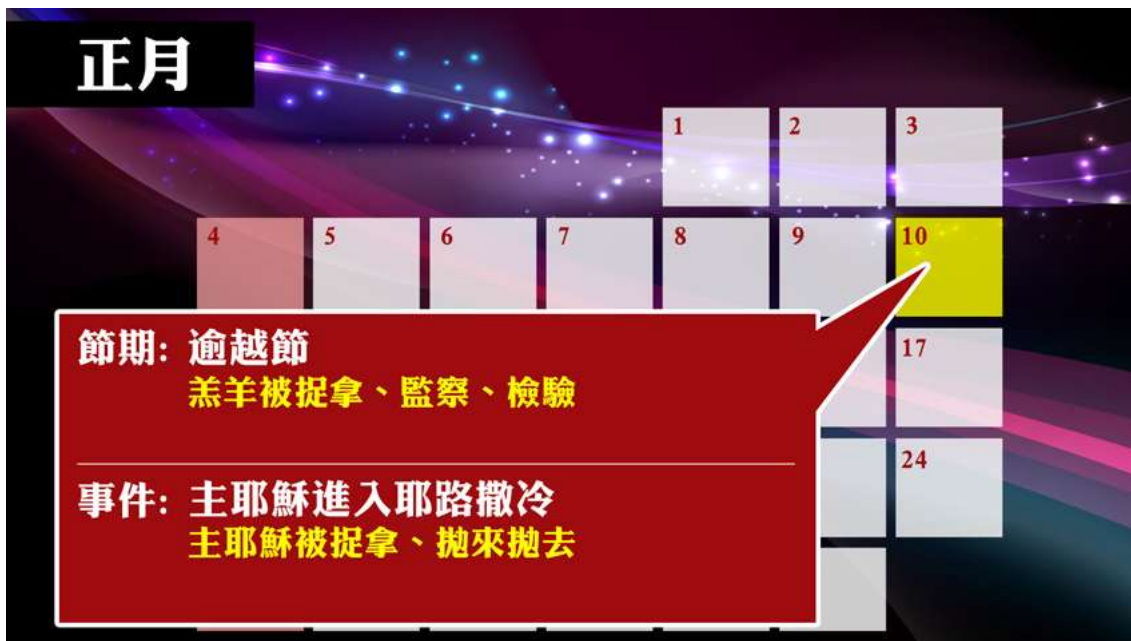 正月
1 2 3
4 5 6 7 8 9 10
節期: 逾越節
羔羊被捉拿、監察、檢驗
17
事件: 主耶穌進入耶路撒冷
主耶穌被捉拿、拋來拋去
24